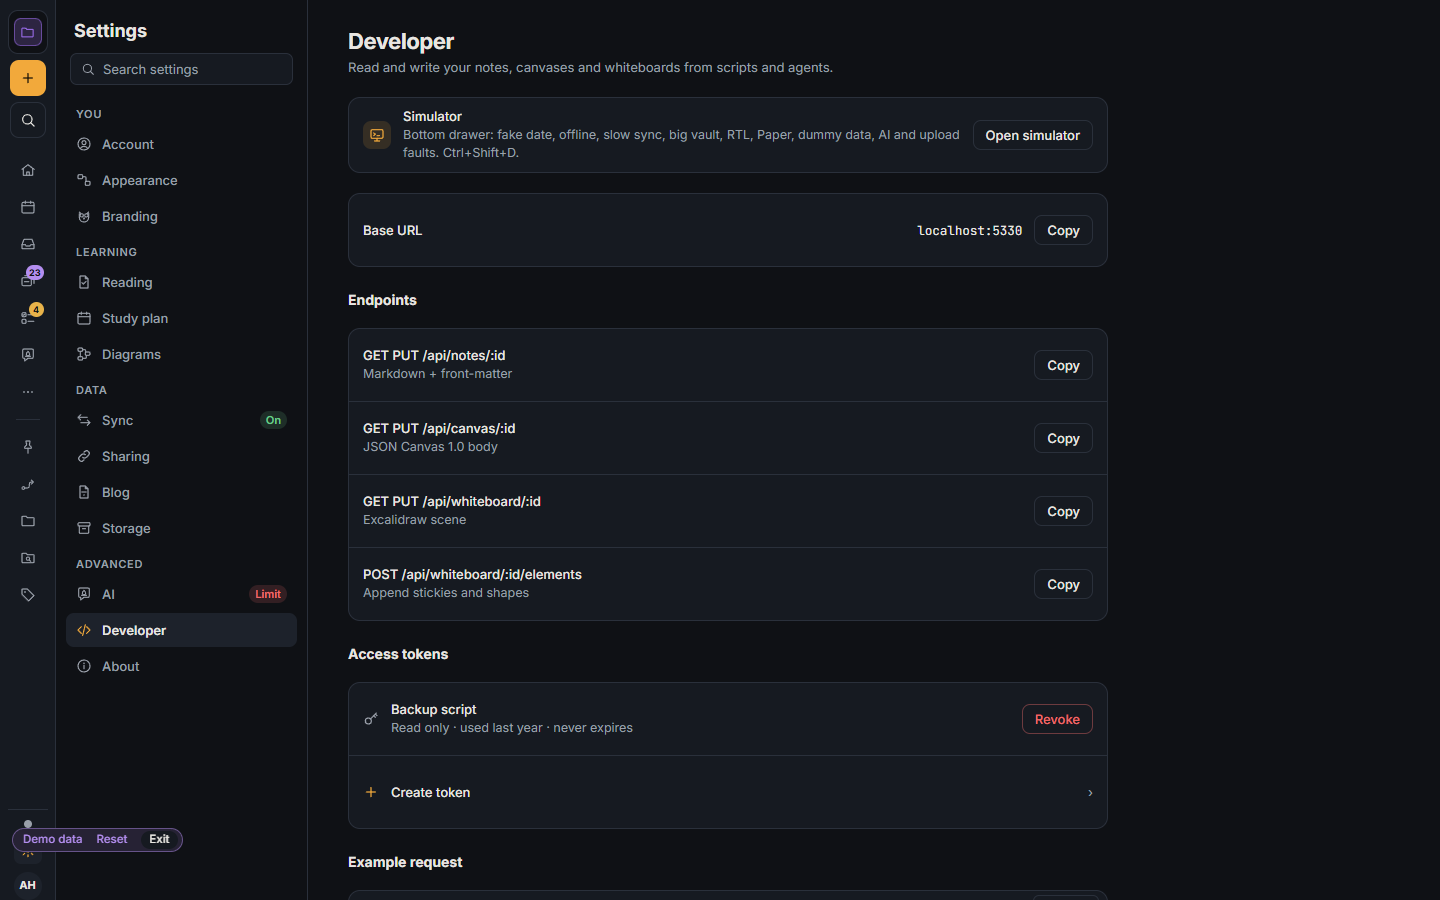 Settings
Search settings
YOU
Account
Appearance
Branding
LEARNING
Reading
Study plan
Diagrams
DATA
Sync
On
Sharing
Blog
Storage
ADVANCED
AI
Limit
Developer
About
23
4
Demo data
Reset
Exit
AH
Developer
Read and write your notes, canvases and whiteboards from scripts and agents.
Simulator
Bottom drawer: fake date, offline, slow sync, big vault, RTL, Paper, dummy data, AI and upload
faults. Ctrl+Shift+D.
Open simulator
Base URL
localhost:5330
Copy
Endpoints
GET PUT /api/notes/:id
Markdown + front-matter
Copy
GET PUT /api/canvas/:id
JSON Canvas 1.0 body
Copy
GET PUT /api/whiteboard/:id
Excalidraw scene
Copy
POST /api/whiteboard/:id/elements
Append stickies and shapes
Copy
Access tokens
Backup script
Read only · used last year · never expires
Revoke
Create token
Example request